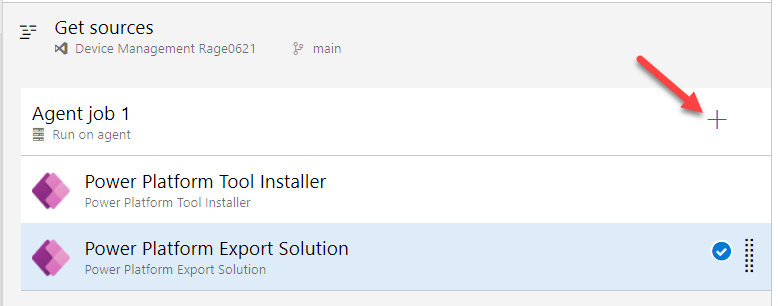 Get sources
Device Management Rage0621 main
Agent job 1
Run on agent
Power Platform Tool Installer
Power Platform Tool Installer
Power Platform Export Solution
Power Platform Export Solution